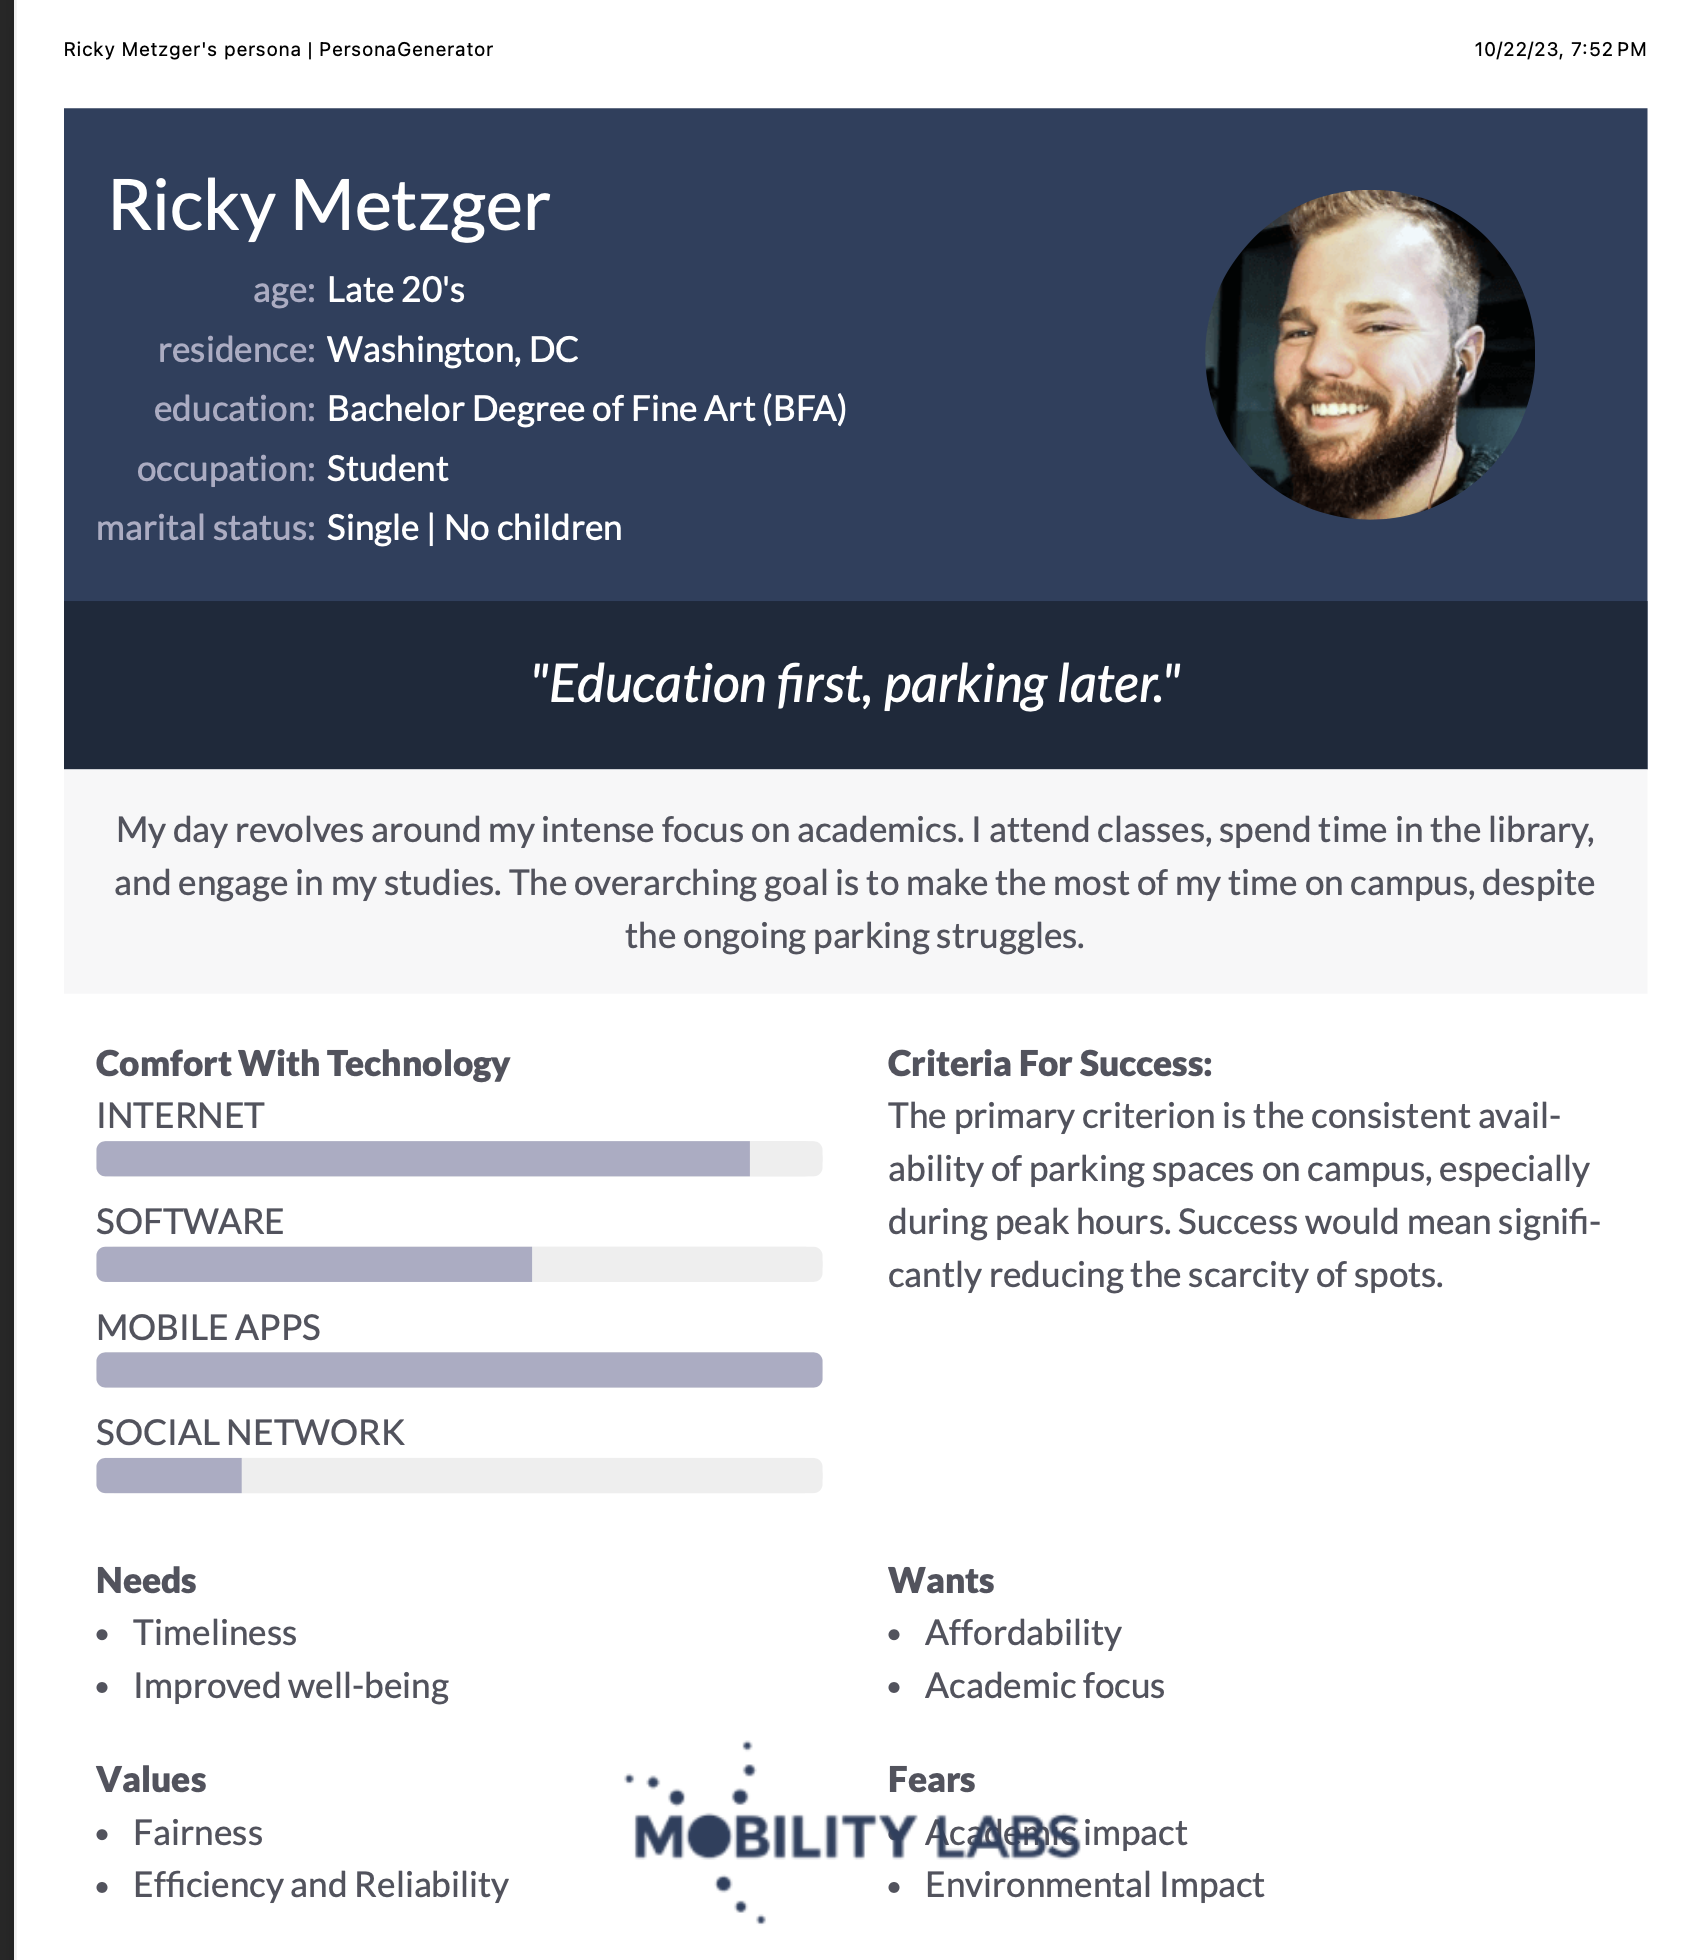 Ricky Metzger's persona | PersonaGenerator
10/22/23, 7:52 PM
Ricky Metzger
age: Late 20's
residence: Washington, DC
education: Bachelor Degree of Fine Art (BFA)
occupation: Student
marital status: Single | No children
"Education first, parking later."
My day revolves around my intense focus on academics. I attend classes, spend time in the library,
and engage in my studies. The overarching goal is to make the most of my time on campus, despite
the ongoing parking struggles.
Comfort With Technology
INTERNET
SOFTWARE
MOBILE APPS
SOCIAL NETWORK
Criteria For Success:
The primary criterion is the consistent avail-
ability of parking spaces on campus, especially
during peak hours. Success would mean signifi-
cantly reducing the scarcity of spots.
Needs
• Timeliness
• Improved well-being
Wants
• Affordability
• Academic focus
Values
• Fairness
• Efficiency and Reliability
Fears
• Academic impact
• Environmental Impact
MOBILITY LABS